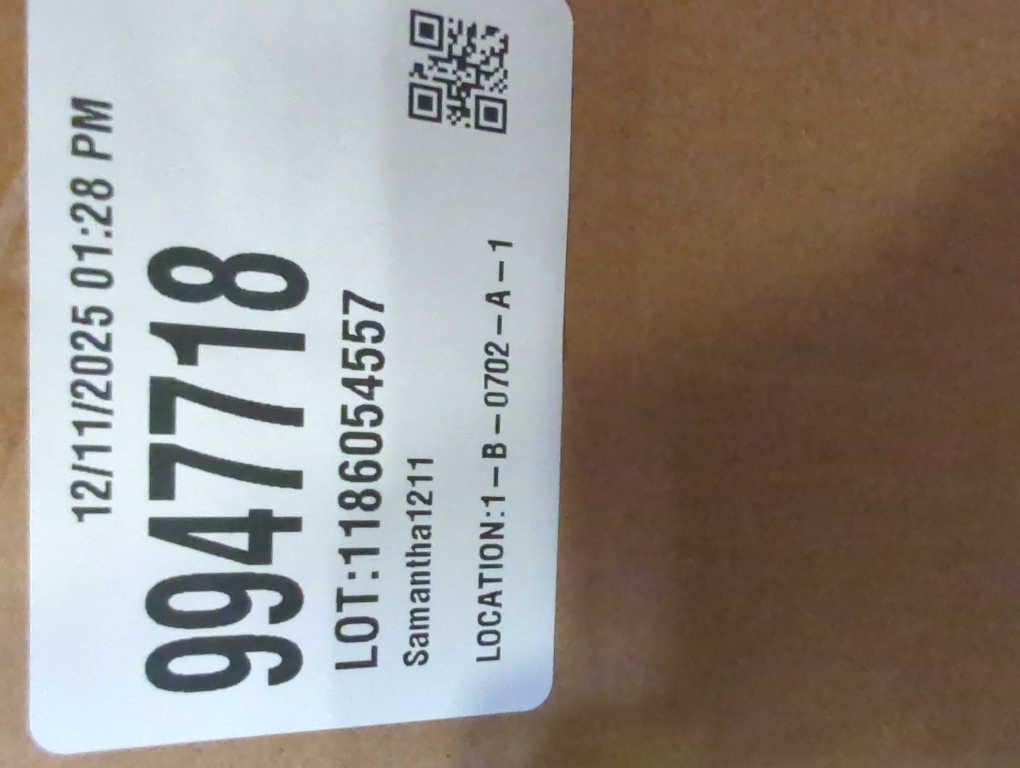 12/11/2025 01:28 PM
9947718
LOT:1186054557
Samantha1211
LOCATION:1-B-0702-A-1